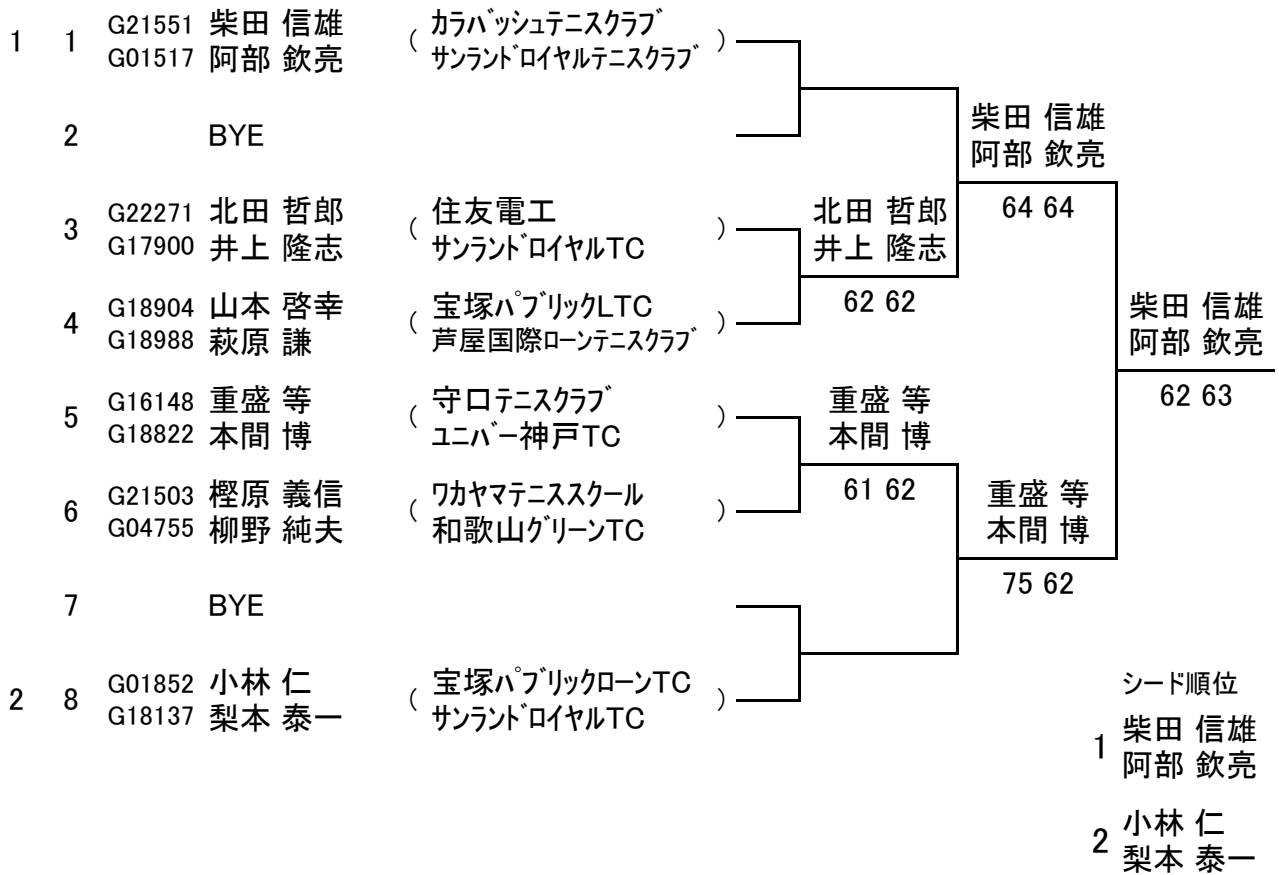 1 1 G21551 柴田 信雄 ( カラバッシュテニスクラブ )
G01517 阿部 欽亮 サンランドロイヤルテニスクラブ
2 BYE
柴田 信雄
阿部 欽亮
64 64
3 G22271 北田 哲郎 ( 住友電工 )
G17900 井上 隆志 サンランドロイヤルTC
北田 哲郎
井上 隆志
62 62
4 G18904 山本 啓幸 ( 宝塚パブリックLTC )
G18988 萩原 謙 芦屋国際ローンテニスクラブ
柴田 信雄
阿部 欽亮
62 63
5 G16148 重盛 等 ( 守口テニスクラブ )
G18822 本間 博 ユニバー神戸TC
重盛 等
本間 博
61 62
6 G21503 樫原 義信 ( ワカヤマテニススクール )
G04755 柳野 純夫 和歌山グリーンTC
重盛 等
本間 博
75 62
7 BYE
2 8 G01852 小林 仁 ( 宝塚パブリックローンTC )
G18137 梨本 泰一 サンランドロイヤルTC
シード順位
1 柴田 信雄
阿部 欽亮
2 小林 仁
梨本 泰一